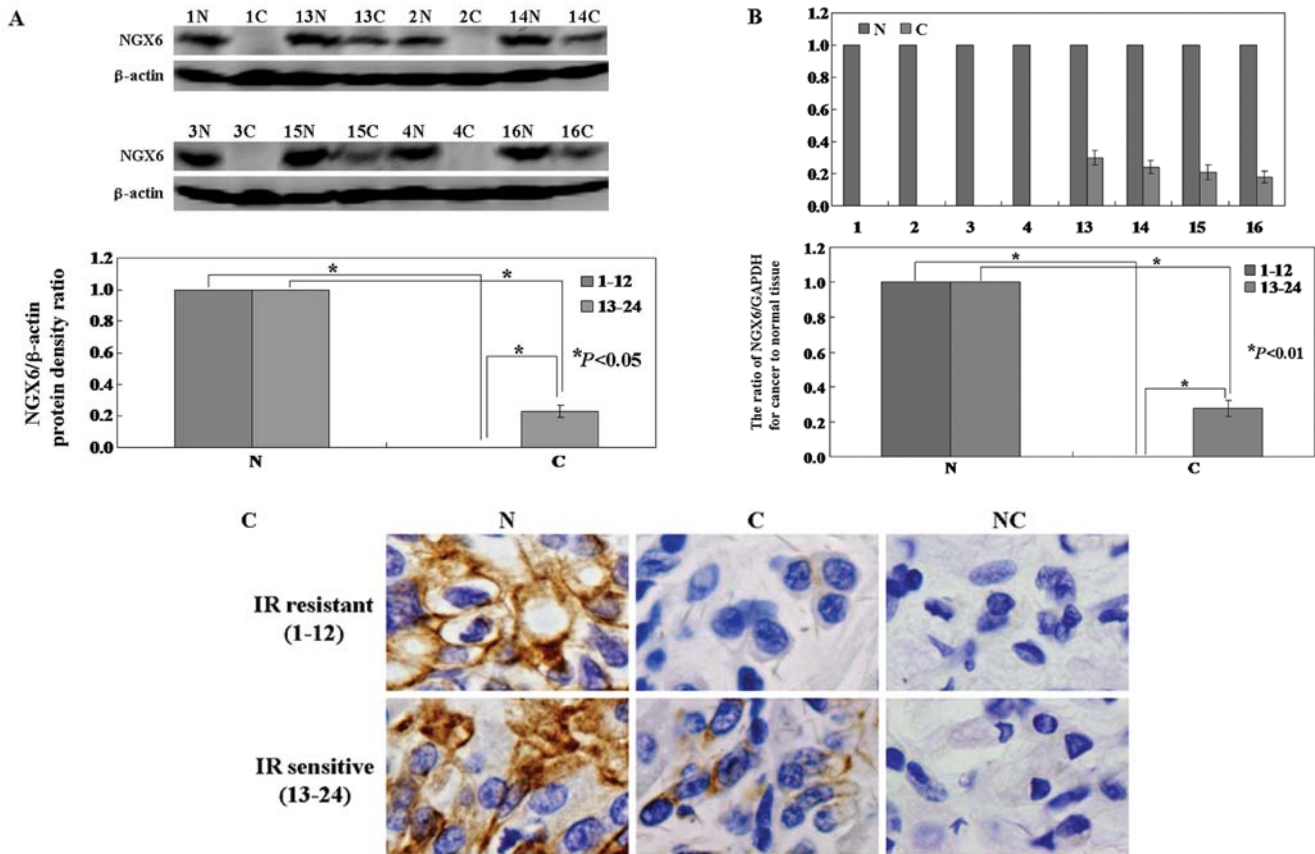 A
1N 1C 13N 13C 2N 2C 14N 14C
NGX6
β-actin
3N 3C 15N 15C 4N 4C 16N 16C
NGX6
β-actin
NGX6/β-actin
protein density ratio
1.2
1.0
0.8
0.6
0.4
0.2
0.0
* *
*
1-12
13-24
*P<0.05
N C
B
1.2
1.0
0.8
0.6
0.4
0.2
0.0
N C
1 2 3 4 13 14 15 16
The ratio of NGX6/GAPDH
for cancer to normal tissue
1.2
1.0
0.8
0.6
0.4
0.2
0.0
* *
*
1-12
13-24
*P<0.01
N C
C
N C NC
IR resistant
(1-12)
IR sensitive
(13-24)